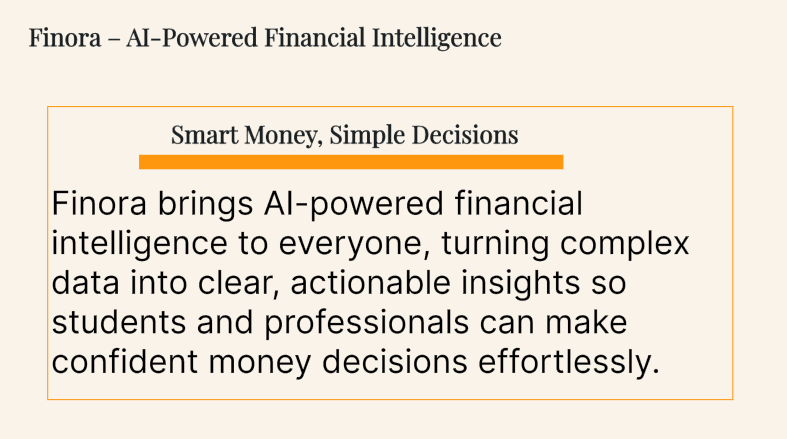 Finora – AI-Powered Financial Intelligence
Smart Money, Simple Decisions
Finora brings AI-powered financial
intelligence to everyone, turning complex
data into clear, actionable insights so
students and professionals can make
confident money decisions effortlessly.